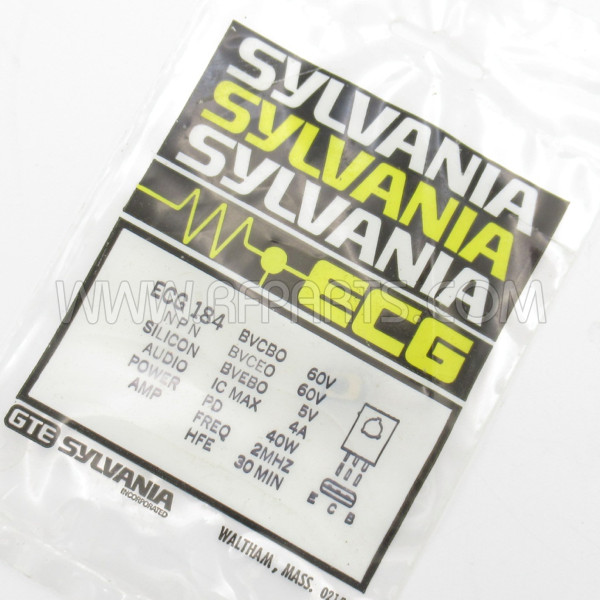 SYLVANIA
SYLVANIA
SYLVANIA
ECG
WWW.RFPARTS.COM
ECG 184 BVCBO 60V
NPN BVCEO 60V
SILICON BVEBO 5V
AUDIO IC MAX 4A
POWER PD 40W
AMP FREQ 2MHZ
HFE 30 MIN
E C B
GTE SYLVANIA
INCORPORATED
WALTHAM, MASS.